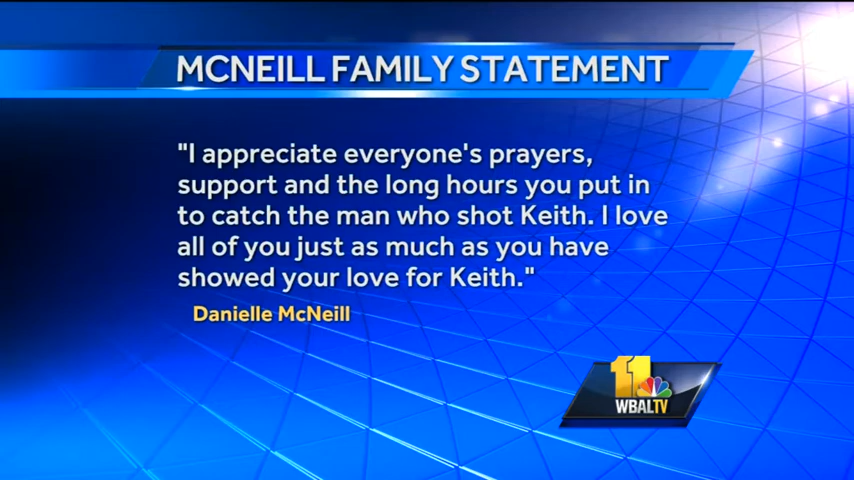 MCNEILL FAMILY STATEMENT
"I appreciate everyone's prayers,
support and the long hours you put in
to catch the man who shot Keith. I love
all of you just as much as you have
showed your love for Keith."
Danielle McNeill
11
WBALTV